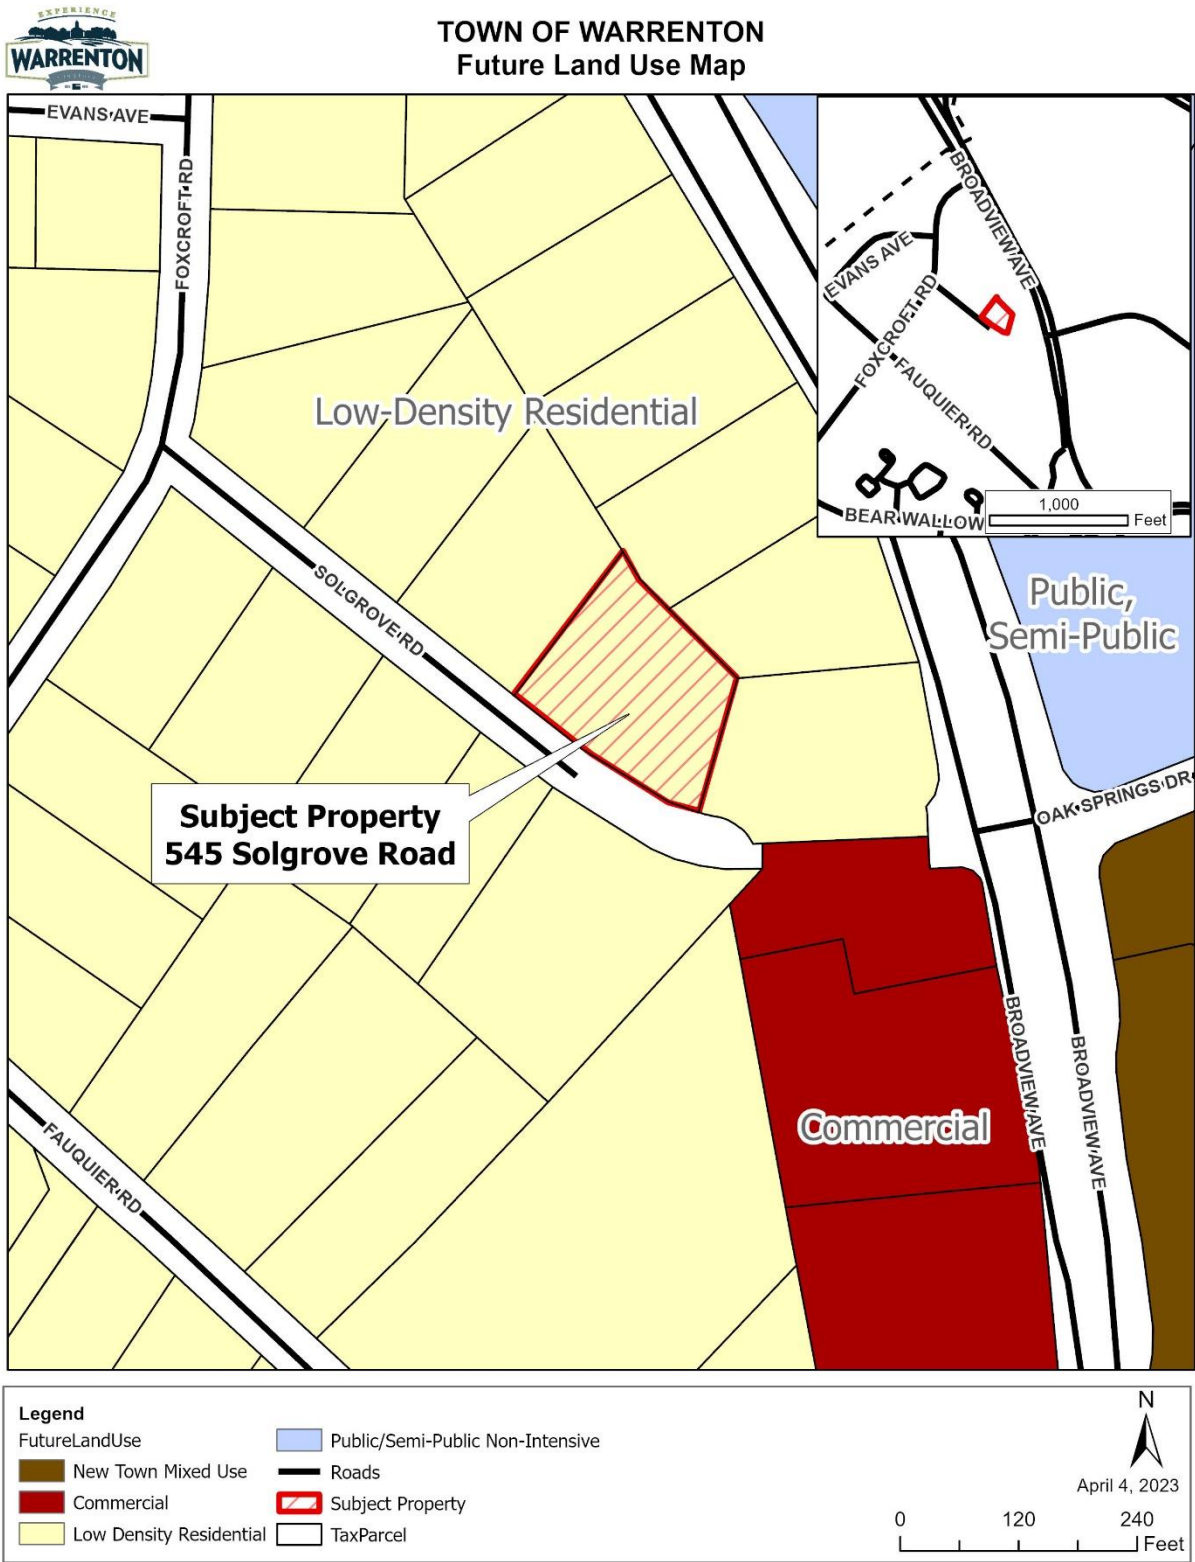 EXPERIENCE
WARRENTON
TOWN OF WARRENTON
Future Land Use Map
EVANS AVE
FOXCROFT RD
Low-Density Residential
SOLGROVE RD
Subject Property
545 Solgrove Road
FAUQUIER RD
BROADVIEW AVE
EVANS AVE
FOXCROFT RD
FAUQUIER RD
BEAR WALLOW
1,000
Feet
Public,
Semi-Public
OAK SPRINGS DR
BROADVIEW AVE
BROADVIEW AVE
Commercial
Legend
FutureLandUse
New Town Mixed Use
Commercial
Low Density Residential
Public/Semi-Public Non-Intensive
Roads
Subject Property
TaxParcel
N
April 4, 2023
0 120 240
Feet